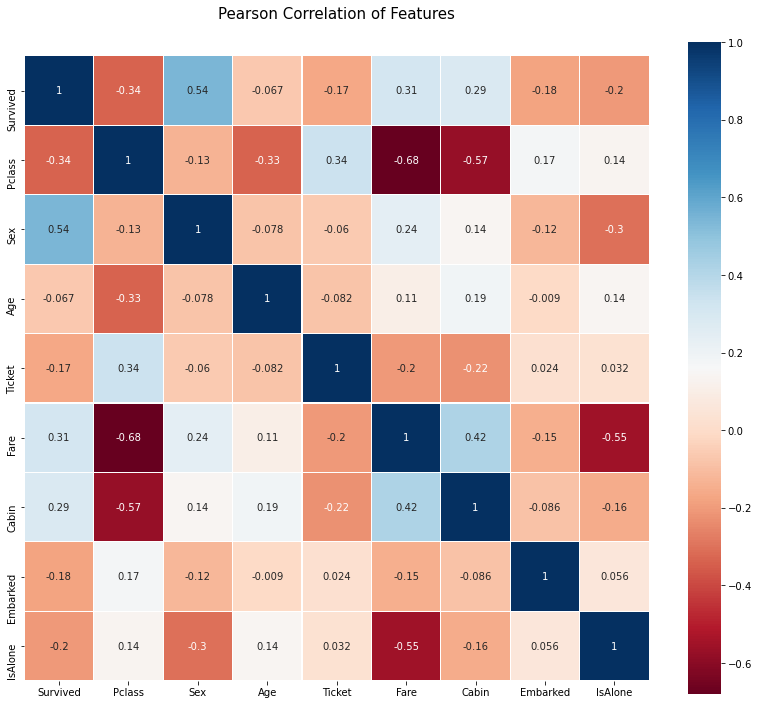 Pearson Correlation of Features
Survived 1 -0.34 0.54 -0.067 -0.17 0.31 0.29 -0.18 -0.2
Pclass -0.34 1 -0.13 -0.33 0.34 -0.68 -0.57 0.17 0.14
Sex 0.54 -0.13 1 -0.078 -0.06 0.24 0.14 -0.12 -0.3
Age -0.067 -0.33 -0.078 1 -0.082 0.11 0.19 -0.009 0.14
Ticket -0.17 0.34 -0.06 -0.082 1 -0.2 -0.22 0.024 0.032
Fare 0.31 -0.68 0.24 0.11 -0.2 1 0.42 -0.15 -0.55
Cabin 0.29 -0.57 0.14 0.19 -0.22 0.42 1 -0.086 -0.16
Embarked -0.18 0.17 -0.12 -0.009 0.024 -0.15 -0.086 1 0.056
IsAlone -0.2 0.14 -0.3 0.14 0.032 -0.55 -0.16 0.056 1
Survived Pclass Sex Age Ticket Fare Cabin Embarked IsAlone
1.0
0.8
0.6
0.4
0.2
0.0
−0.2
−0.4
−0.6